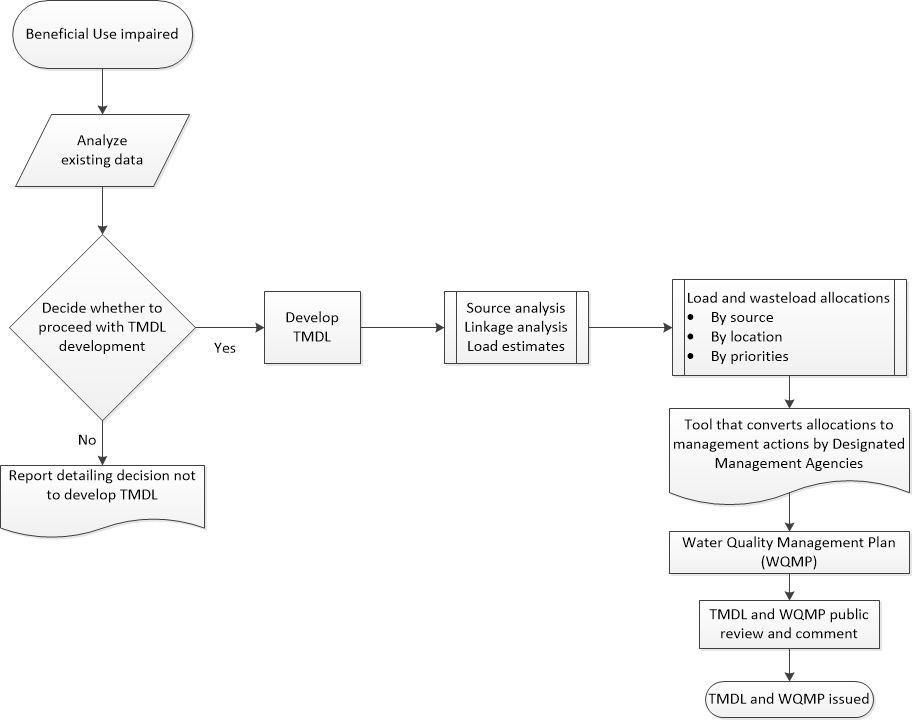 Beneficial Use impaired
Analyze
existing data
Decide whether to
proceed with TMDL
development
Yes
No
Report detailing decision not
to develop TMDL
Develop
TMDL
Source analysis
Linkage analysis
Load estimates
Load and wasteload allocations
• By source
• By location
• By priorities
Tool that converts allocations to
management actions by Designated
Management Agencies
Water Quality Management Plan
(WQMP)
TMDL and WQMP public
review and comment
TMDL and WQMP issued